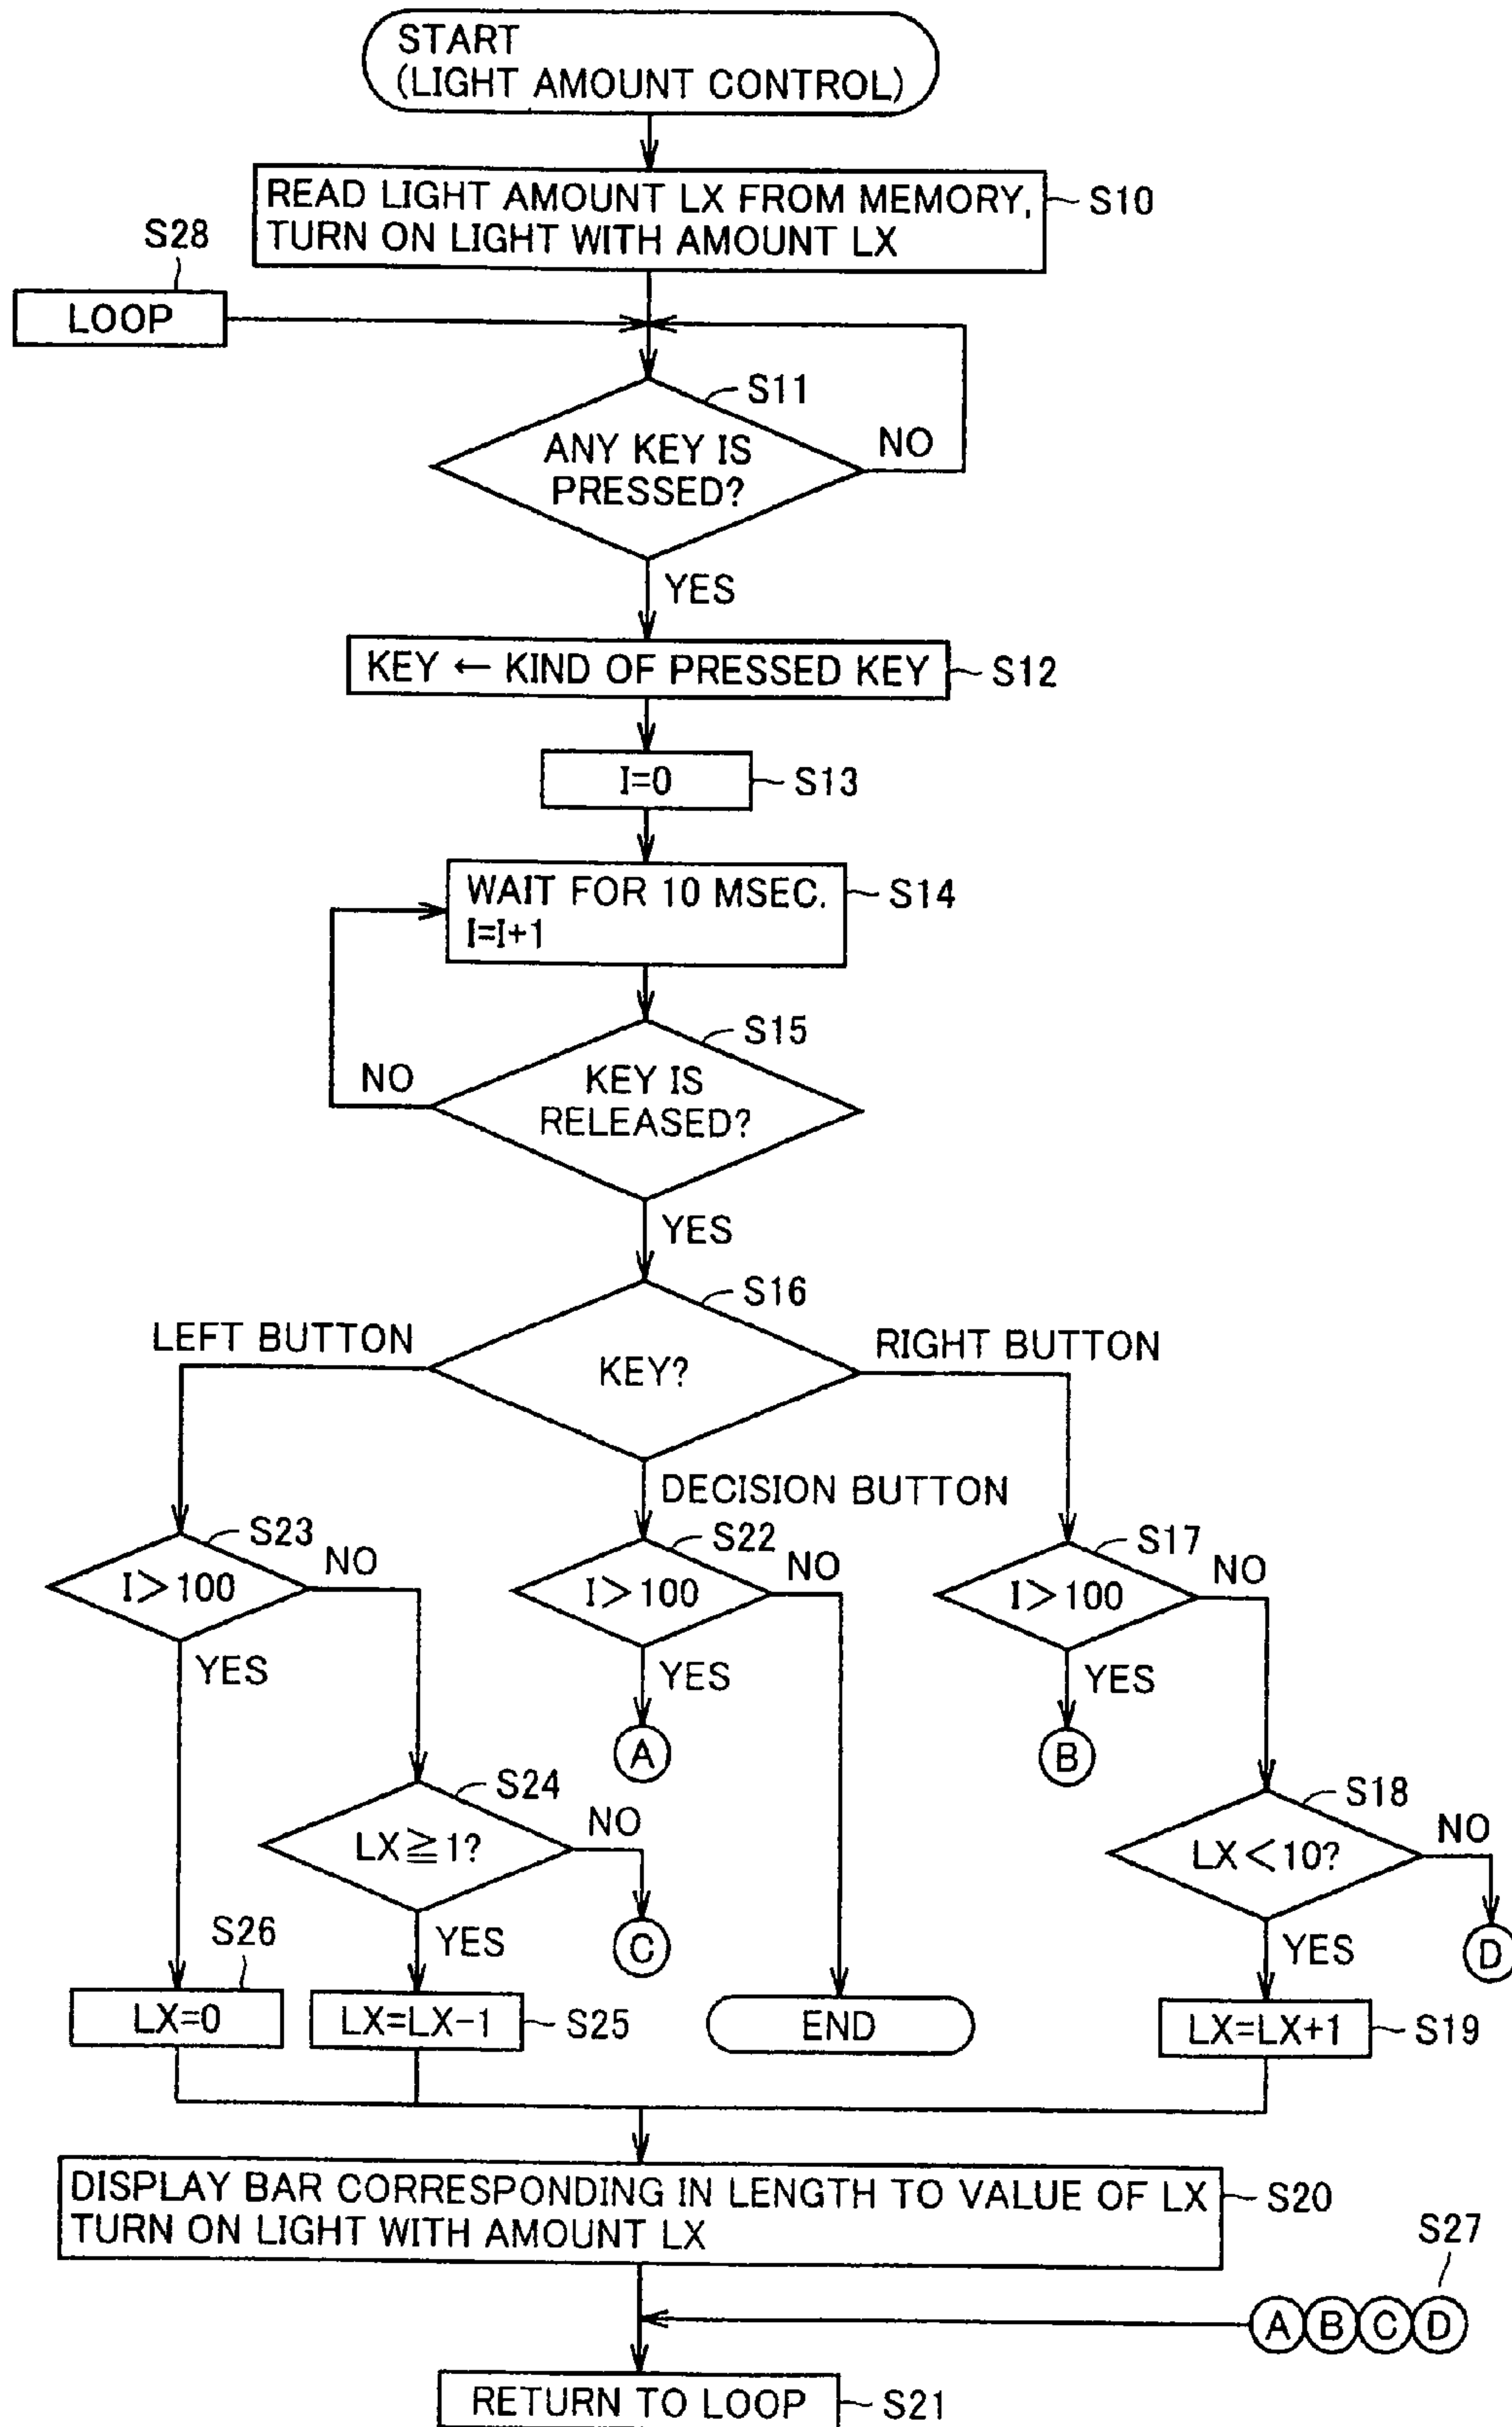 START
(LIGHT AMOUNT CONTROL)
READ LIGHT AMOUNT LX FROM MEMORY,
TURN ON LIGHT WITH AMOUNT LX
S10
S28
LOOP
S11
ANY KEY IS
PRESSED?
NO
YES
KEY ← KIND OF PRESSED KEY
S12
I=0
S13
WAIT FOR 10 MSEC.
I=I+1
S14
S15
KEY IS
RELEASED?
NO
YES
S16
KEY?
LEFT BUTTON
RIGHT BUTTON
DECISION BUTTON
S23
I>100
NO
YES
S22
I>100
NO
YES
A
S17
I>100
NO
YES
B
S24
LX≧1?
NO
YES
C
S18
LX<10?
NO
YES
D
S26
LX=0
LX=LX-1
S25
END
LX=LX+1
S19
DISPLAY BAR CORRESPONDING IN LENGTH TO VALUE OF LX
TURN ON LIGHT WITH AMOUNT LX
S20
S27
A B C D
RETURN TO LOOP
S21